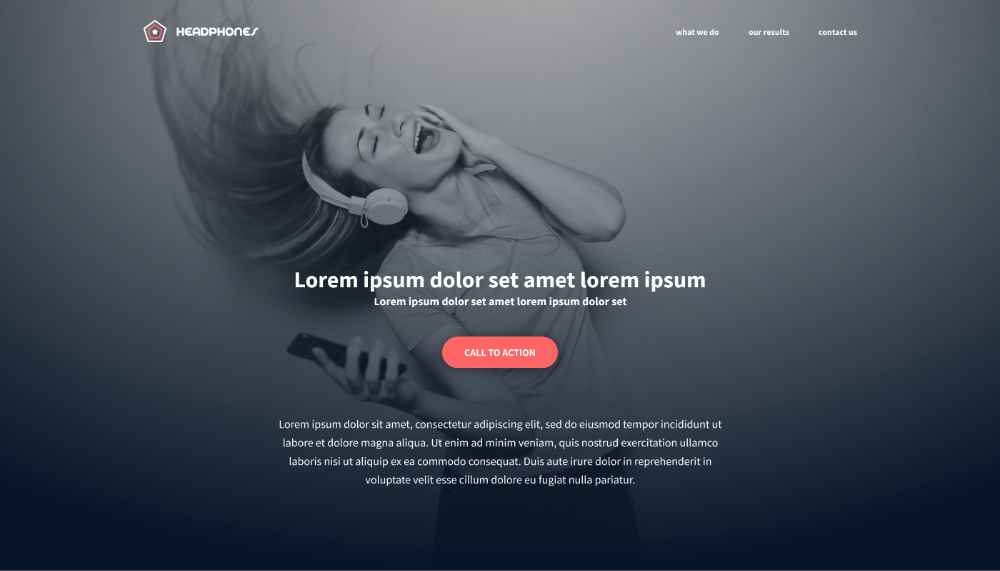 HEADPHONES
what we do
our results
contact us
Lorem ipsum dolor set amet lorem ipsum
Lorem ipsum dolor set amet lorem ipsum dolor set
CALL TO ACTION
Lorem ipsum dolor sit amet, consectetur adipiscing elit, sed do eiusmod tempor incididunt ut
labore et dolore magna aliqua. Ut enim ad minim veniam, quis nostrud exercitation ullamco
laboris nisi ut aliquip ex ea commodo consequat. Duis aute irure dolor in reprehenderit in
voluptate velit esse cillum dolore eu fugiat nulla pariatur.